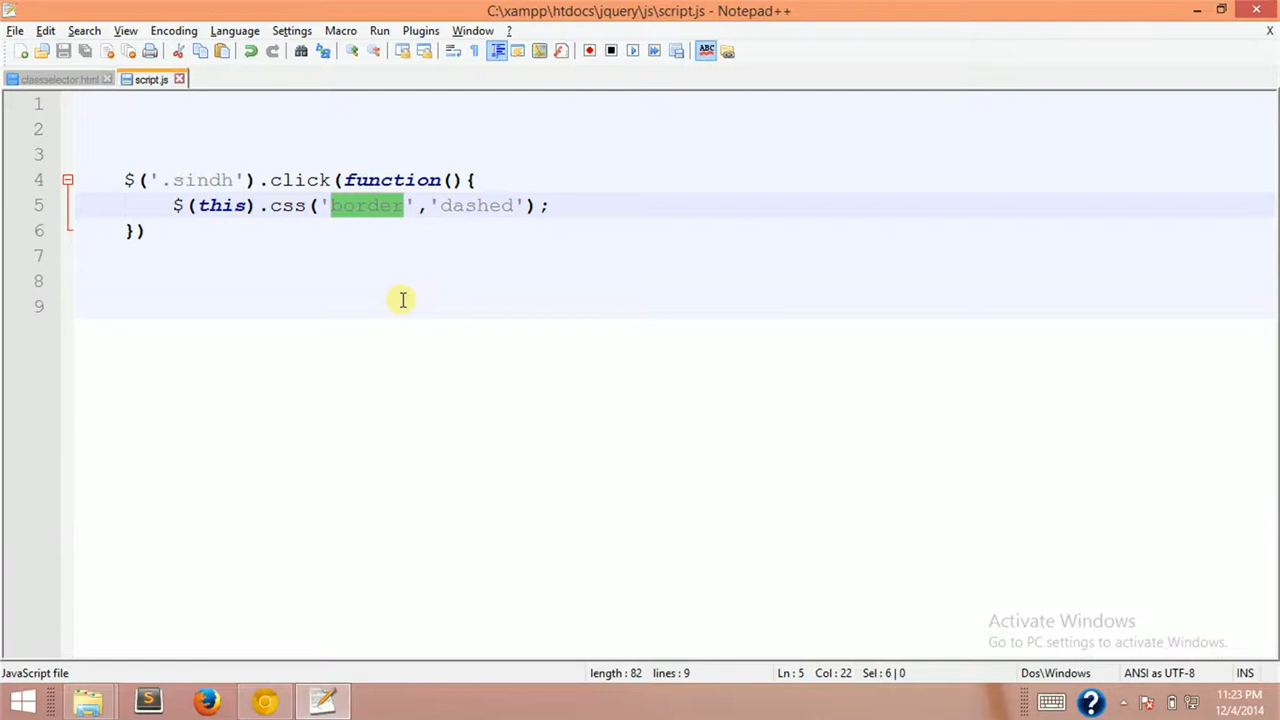 C:\xampp\htdocs\jquery\js\script.js - Notepad++
File Edit Search View Encoding Language Settings Macro Run Plugins Window ? X
classselector.html script.js
1
2
3
4 $('.sindh').click(function(){
5 $(this).css('border','dashed');
6 })
7
8
9
Activate Windows
Go to PC settings to activate Windows.
JavaScript file length : 82 lines : 9 Ln : 5 Col : 22 Sel : 6 | 0 Dos\Windows ANSI as UTF-8 INS
11:23 PM
12/4/2014